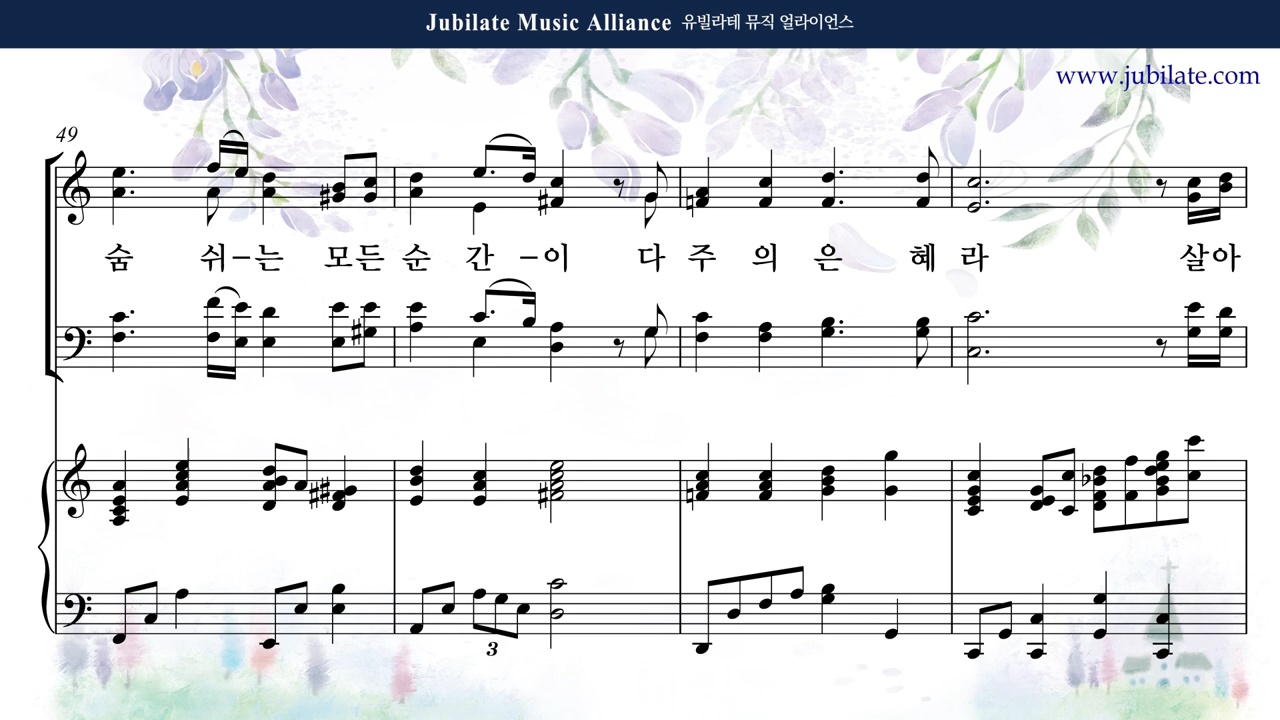 Jubilate Music Alliance 유빌라테 뮤직 얼라이언스
www.jubilate.com
49
숨 쉬–는 모든 순 간 –이 다 주 의 은 혜 라 살아
3